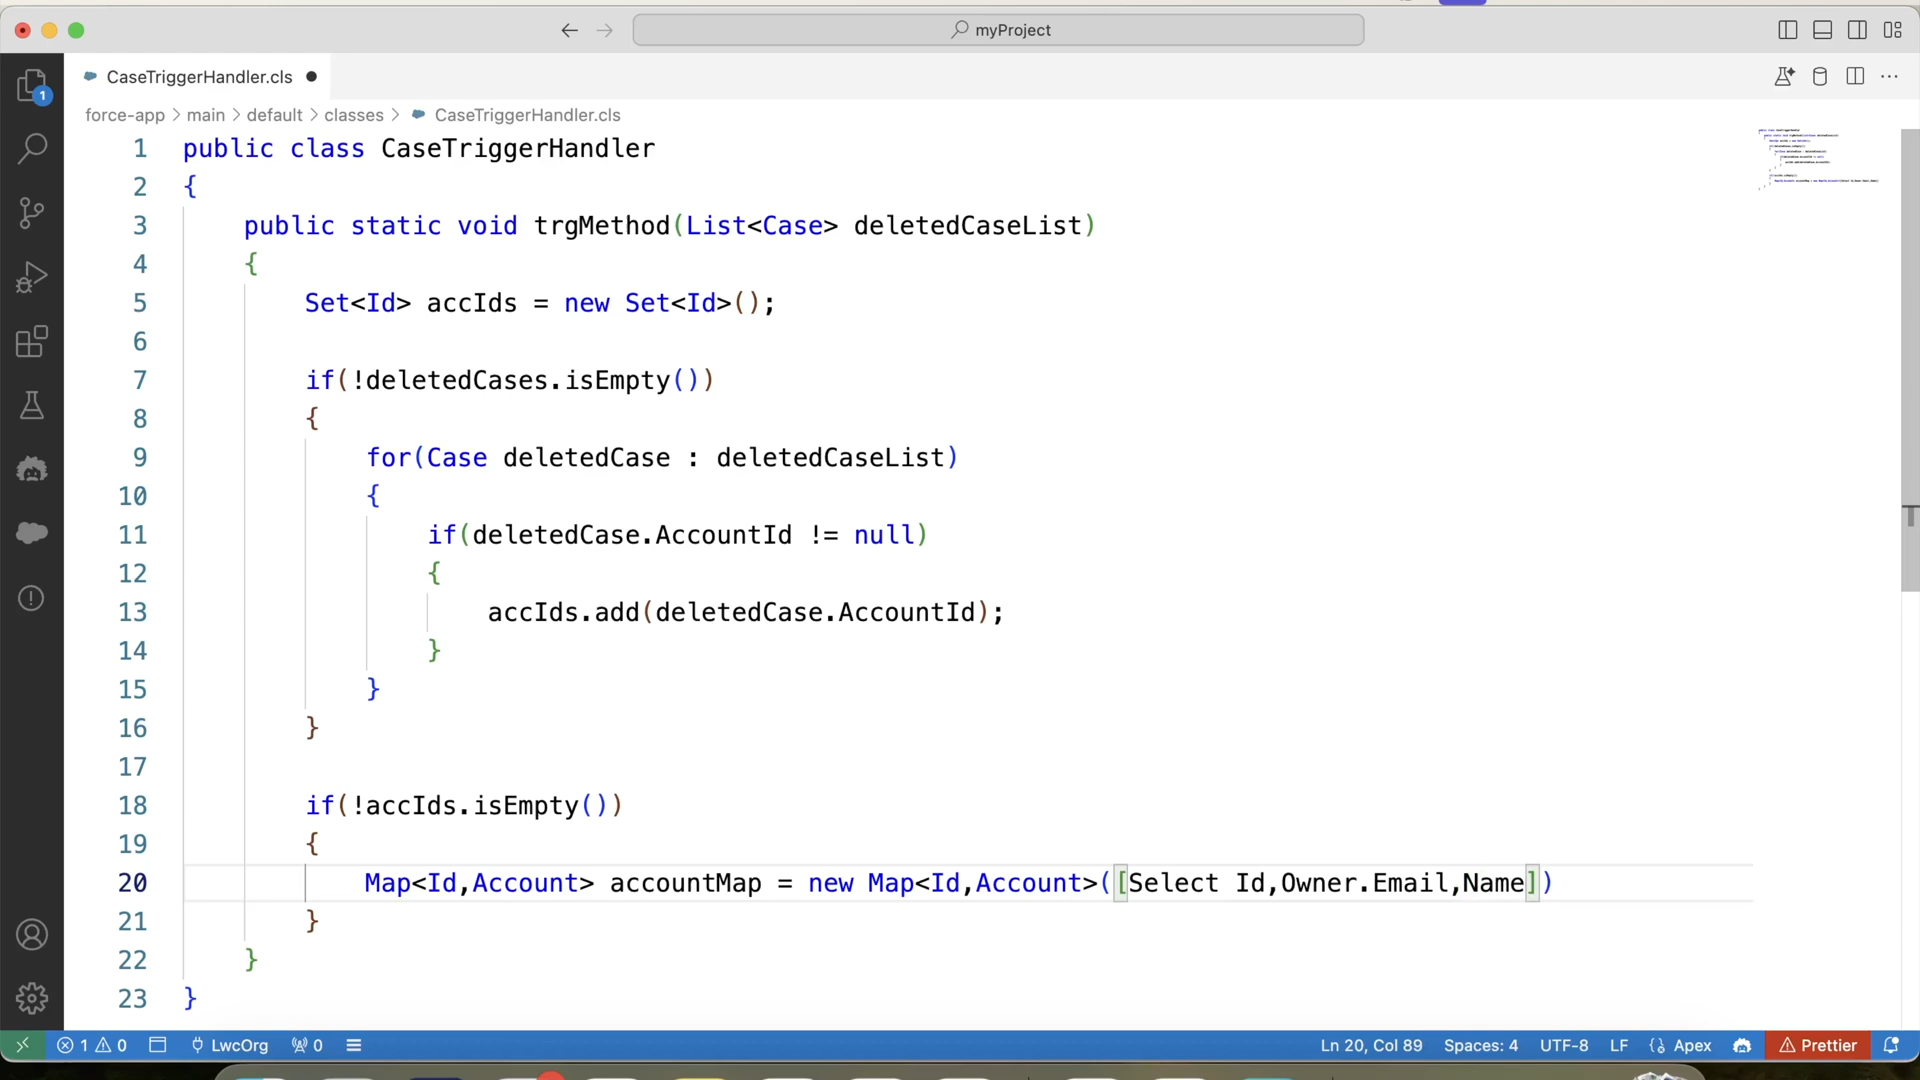 myProject
CaseTriggerHandler.cls
1
force-app > main > default > classes > CaseTriggerHandler.cls
1 public class CaseTriggerHandler
2 {
3 public static void trgMethod(List<Case> deletedCaseList)
4 {
5 Set<Id> accIds = new Set<Id>();
6
7 if(!deletedCases.isEmpty())
8 {
9 for(Case deletedCase : deletedCaseList)
10 {
11 if(deletedCase.AccountId != null)
12 {
13 accIds.add(deletedCase.AccountId);
14 }
15 }
16 }
17
18 if(!accIds.isEmpty())
19 {
20 Map<Id,Account> accountMap = new Map<Id,Account>([Select Id,Owner.Email,Name])
21 }
22 }
23 }
1 0 LwcOrg 0 Ln 20, Col 89 Spaces: 4 UTF-8 LF Apex Prettier